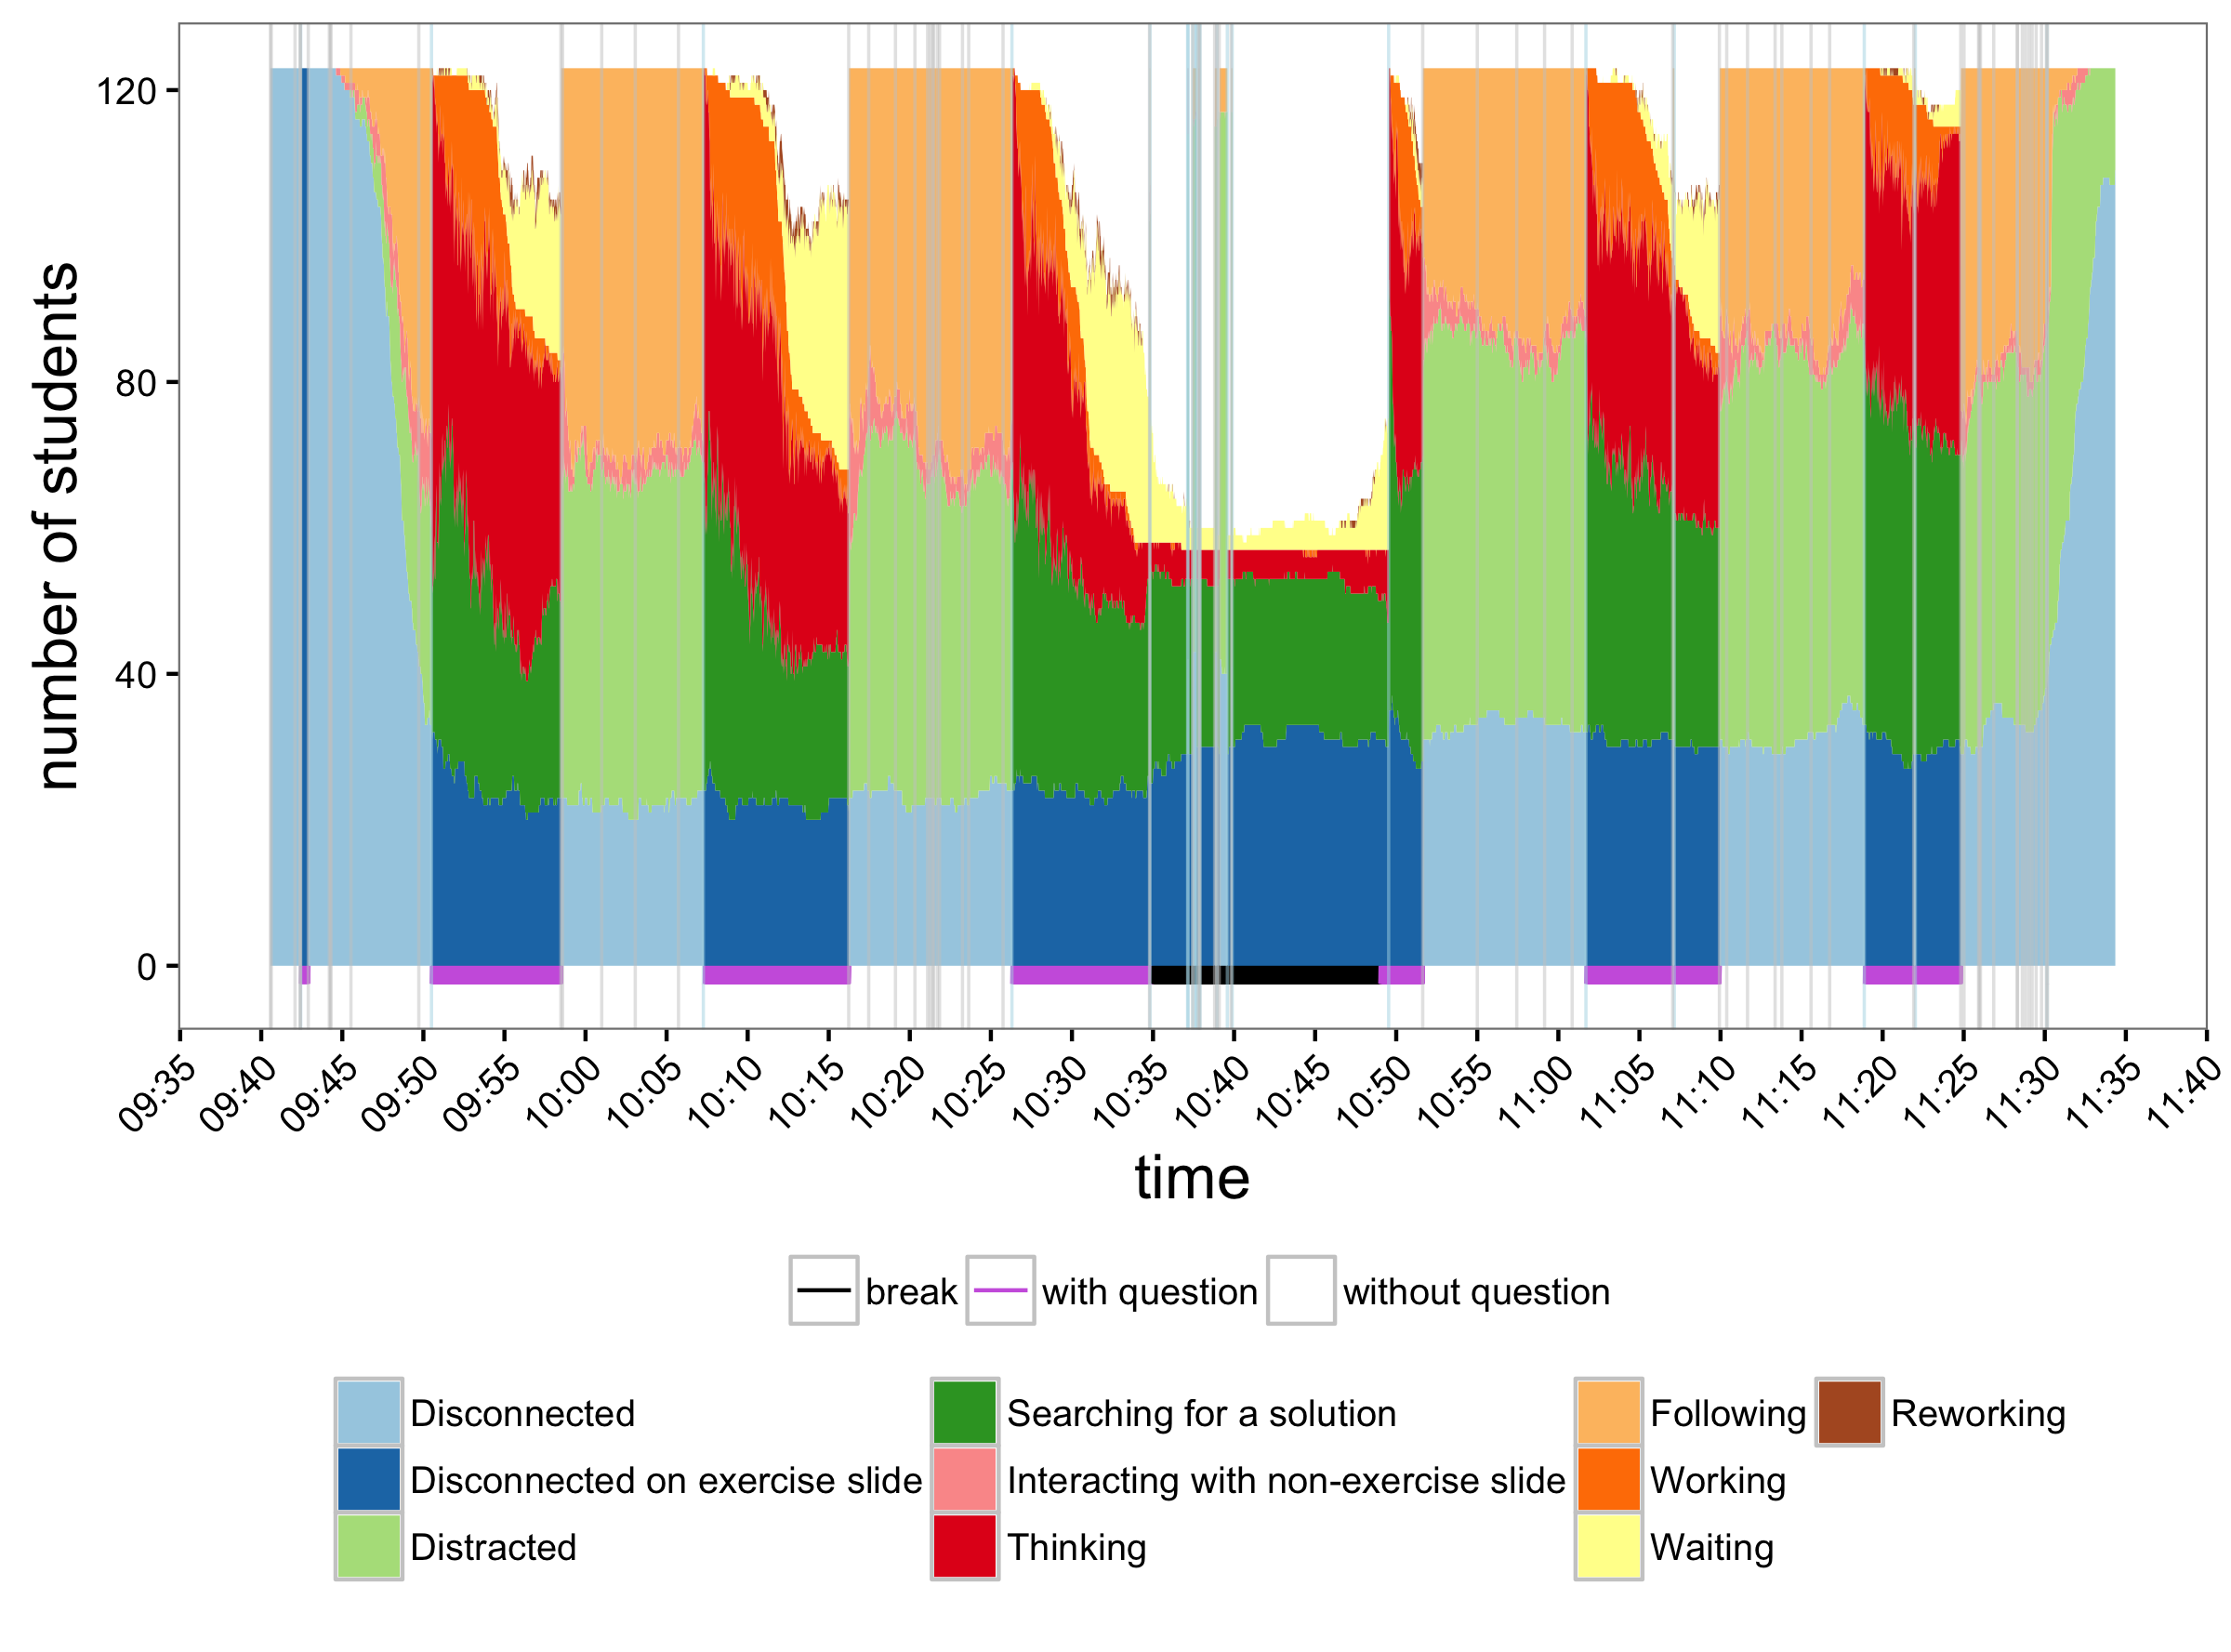 number of students
120
80
40
0
09:35 09:40 09:45 09:50 09:55 10:00 10:05 10:10 10:15 10:20 10:25 10:30 10:35 10:40 10:45 10:50 10:55 11:00 11:05 11:10 11:15 11:20 11:25 11:30 11:35 11:40
time
break with question without question
Disconnected Searching for a solution Following Reworking
Disconnected on exercise slide Interacting with non-exercise slide Working
Distracted Thinking Waiting